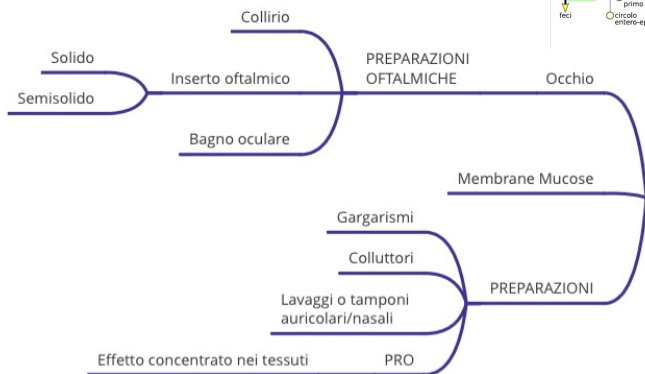 Collirio
primo
feci
circolo
Solido
Inserto oftalmico
PREPARAZIONI
OFTALMICHE
Occhio
Semisolido
Bagno oculare
Membrane Mucose
Gargarismi
Colluttori
PREPARAZIONI
Lavaggi o tamponi
auricolari/nasali
Effetto concentrato nei tessuti
PRO